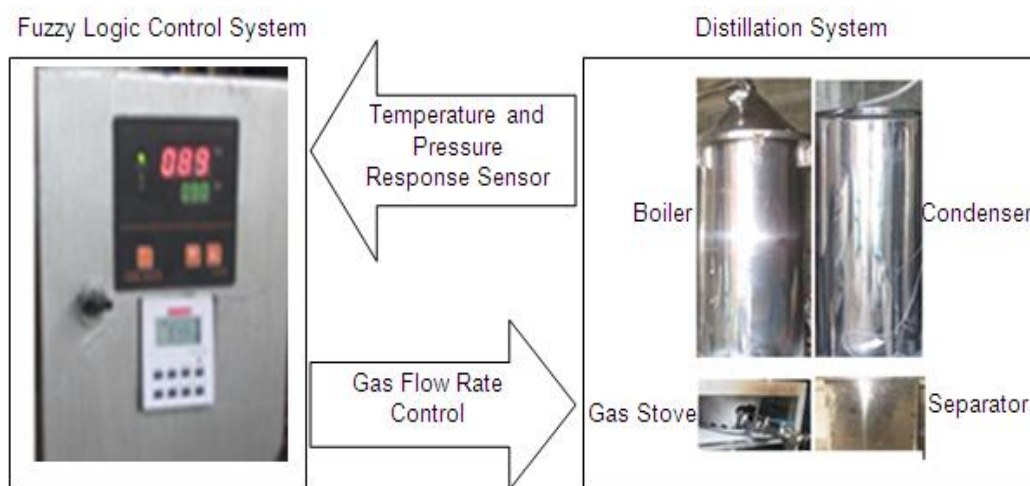 Fuzzy Logic Control System
Distillation System
089
Temperature and
Pressure
Response Sensor
Boiler
Condenser
Gas Flow Rate
Control
Gas Stove
Separator